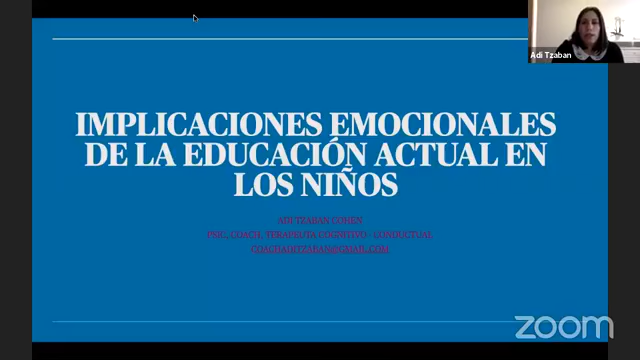 Adi Tzaban
IMPLICACIONES EMOCIONALES
DE LA EDUCACIÓN ACTUAL EN
LOS NIÑOS
ADI TZABAN COHEN
PSIC, COACH, TERAPEUTA COGNITIVO - CONDUCTUAL
COACHADITZABAN@GMAIL.COM
zoom